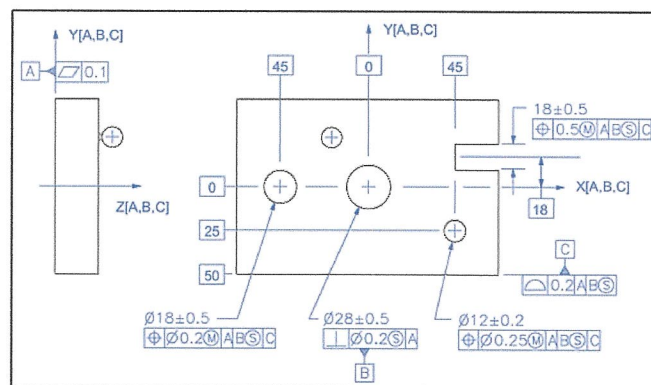 Y[A,B,C]
Y[A,B,C]
A ⏥ 0.1
45 0 45
18±0.5
⌖ 0.5Ⓜ A BⓈ C
Z[A,B,C]
0
X[A,B,C]
18
25
C
50
⌓ 0.2 A BⓈ
Ø18±0.5 Ø28±0.5 Ø12±0.2
⌖ Ø0.2Ⓜ A BⓈ C ⟂ Ø0.2Ⓢ A ⌖ Ø0.25Ⓜ A BⓈ C
B